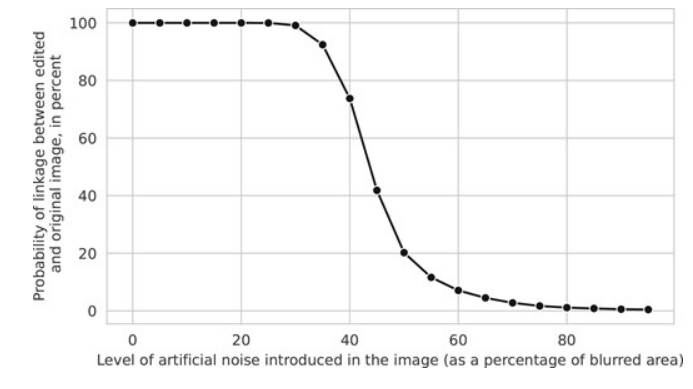 100
80
60
40
20
0
Probability of linkage between edited
and original image, in percent
0 20 40 60 80
Level of artificial noise introduced in the image (as a percentage of blurred area)